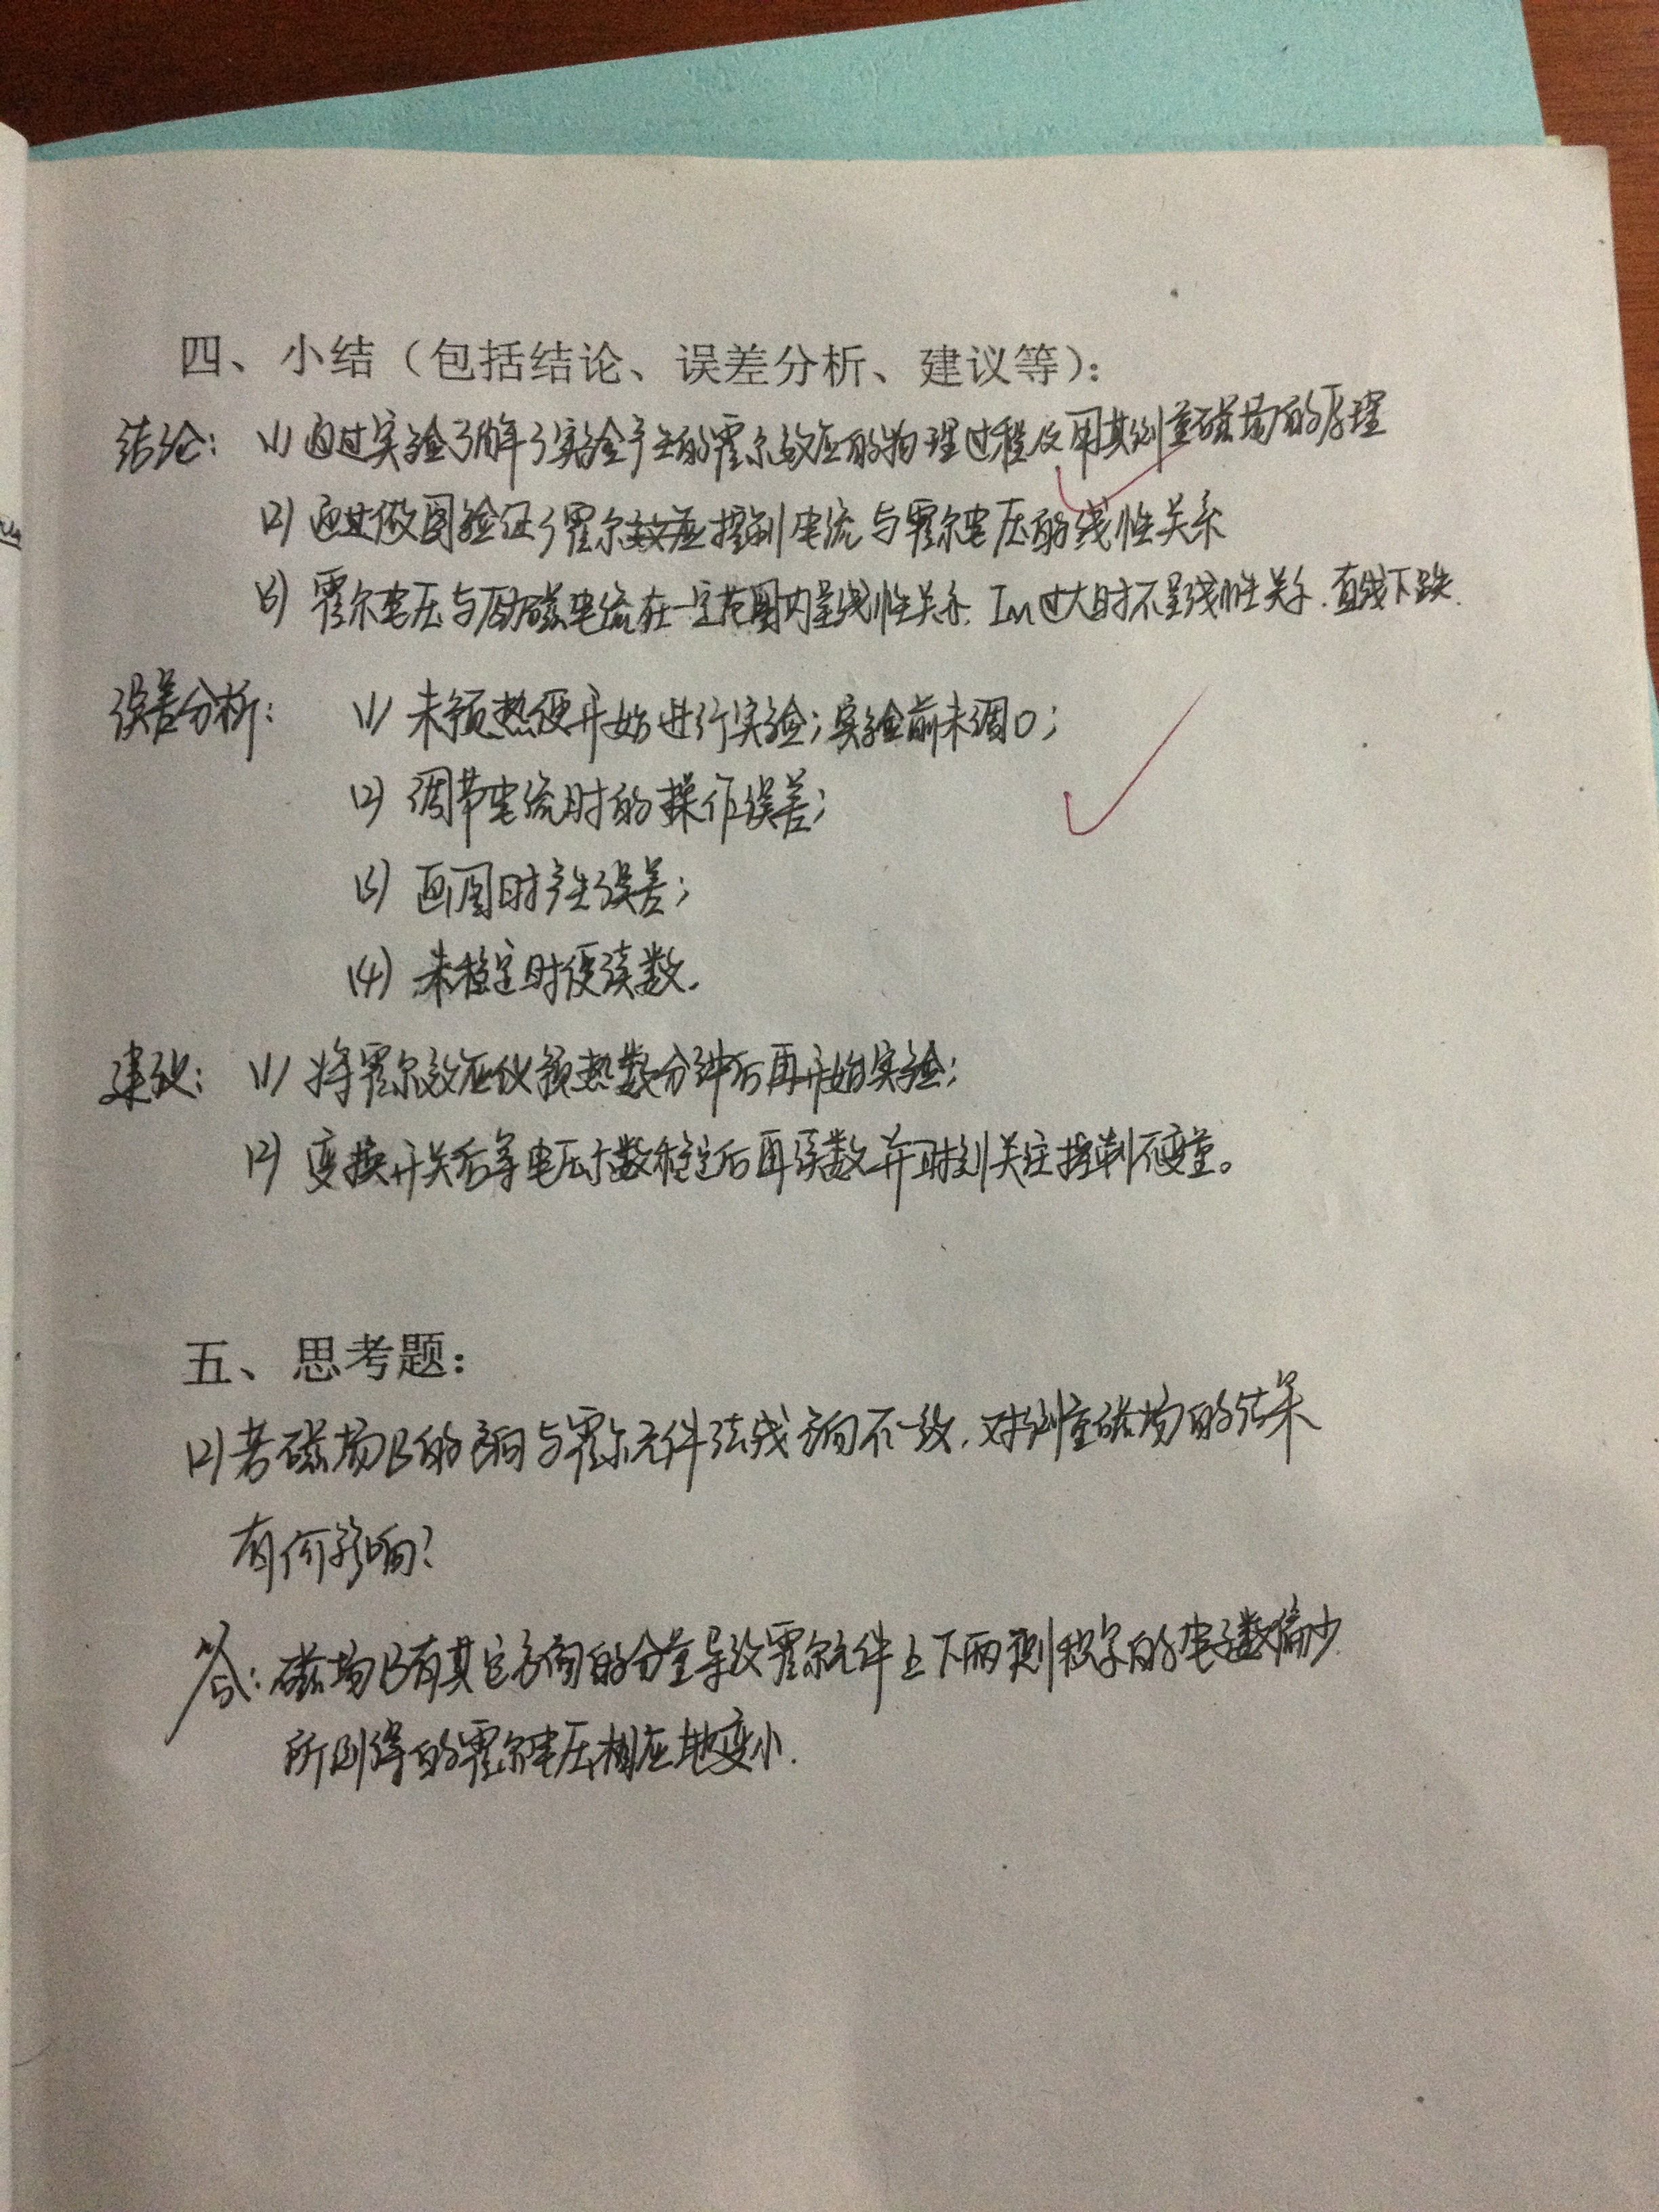 四、小结（包括结论、误差分析、建议等）：
结论：(1) 通过实验了解了实验产生的霍尔效应的物理过程及用其测量磁场的原理
(2) 通过做图验证了霍尔效应控制电流与霍尔电压的线性关系
(3) 霍尔电压与励磁电流在一定范围内呈线性关系. Im过大时不呈线性关系. 直线下跌.
误差分析：(1) 未预热便开始进行实验；实验前未调0；
(2) 调节电流时的操作误差；
(3) 画图时产生误差；
(4) 未稳定时便读数.
建议：(1) 将霍尔效应仪预热数分钟后再开始实验；
(2) 变换开关后等电压示数稳定后再读数并时刻关注控制不变量。
五、思考题：
(2) 若磁场B的方向与霍尔元件法线方向不一致, 对测量磁场的结果
有何影响?
答: 磁场B有其它方向的分量导致霍尔元件上下两侧积字的电子数偏少.
所测得的霍尔电压相应地变小.